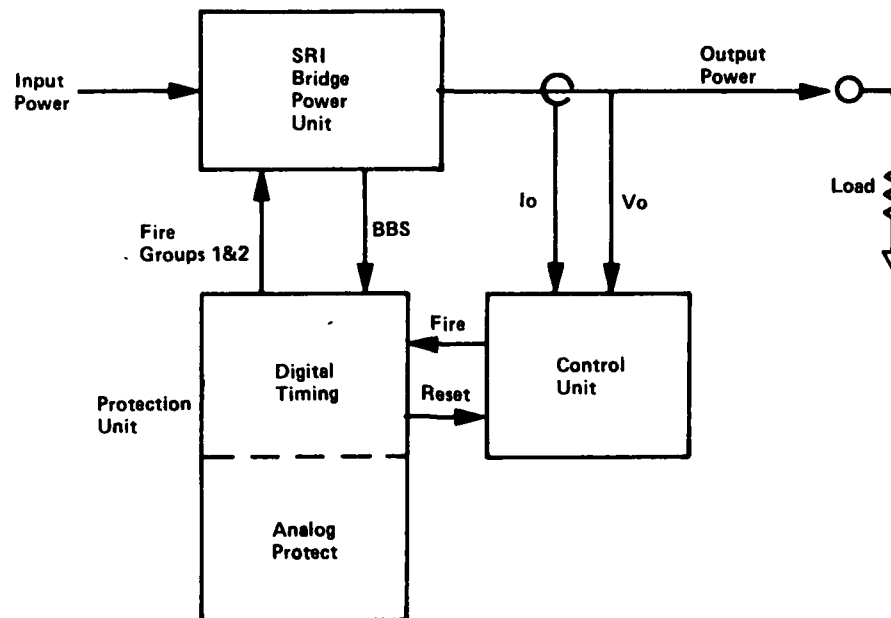 SRI
Bridge
Power
Unit
Input
Power
Output
Power
Load
Io
Vo
Fire
Groups 1&2
BBS
Fire
Reset
Digital
Timing
Control
Unit
Protection
Unit
Analog
Protect